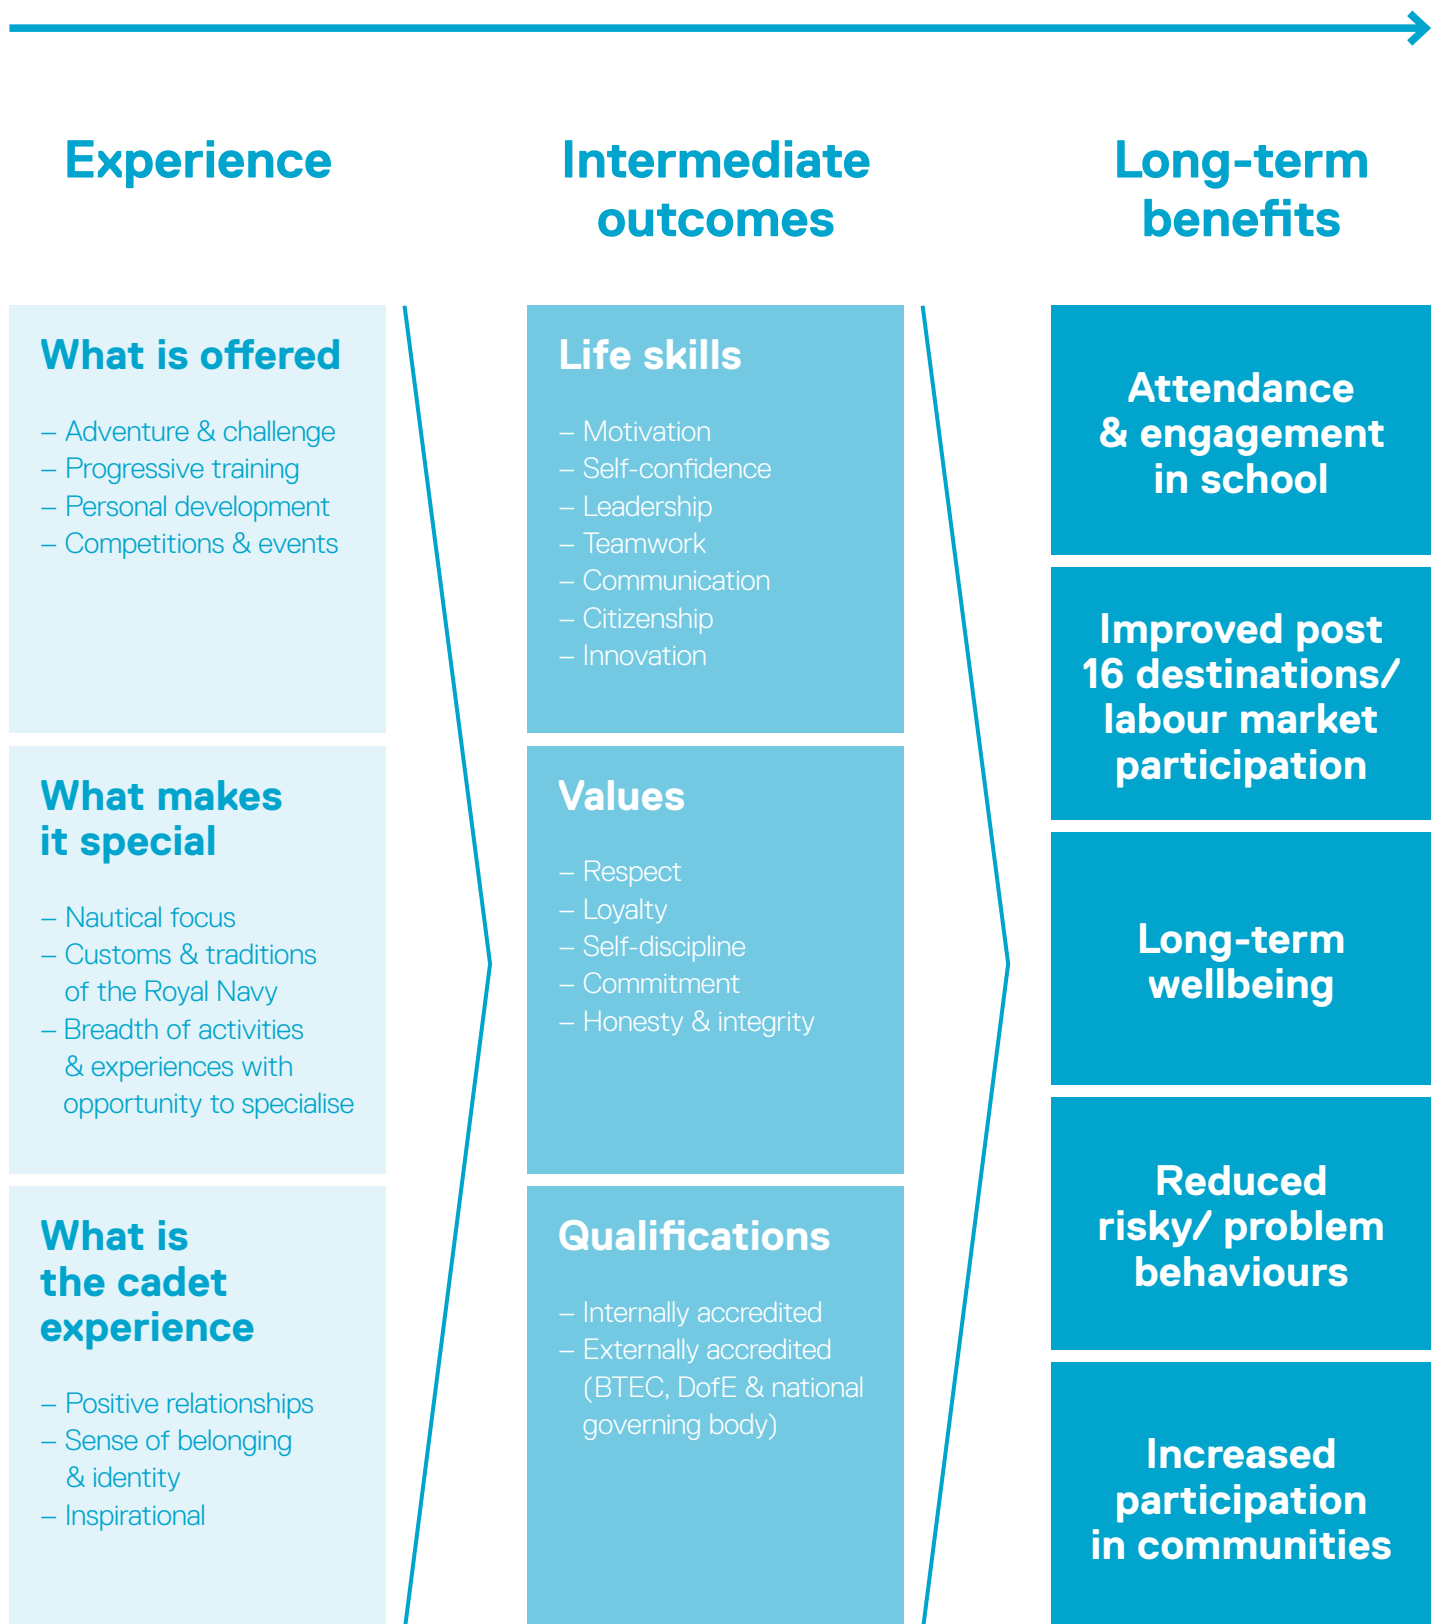 Experience
Intermediate
outcomes
Long-term
benefits
What is offered
– Adventure & challenge
– Progressive training
– Personal development
– Competitions & events
What makes
it special
– Nautical focus
– Customs & traditions
of the Royal Navy
– Breadth of activities
& experiences with
opportunity to specialise
What is
the cadet
experience
– Positive relationships
– Sense of belonging
& identity
– Inspirational
Life skills
– Motivation
– Self-confidence
– Leadership
– Teamwork
– Communication
– Citizenship
– Innovation
Values
– Respect
– Loyalty
– Self-discipline
– Commitment
– Honesty & integrity
Qualifications
– Internally accredited
– Externally accredited
(BTEC, DofE & national
governing body)
Attendance
& engagement
in school
Improved post
16 destinations/
labour market
participation
Long-term
wellbeing
Reduced
risky/ problem
behaviours
Increased
participation
in communities